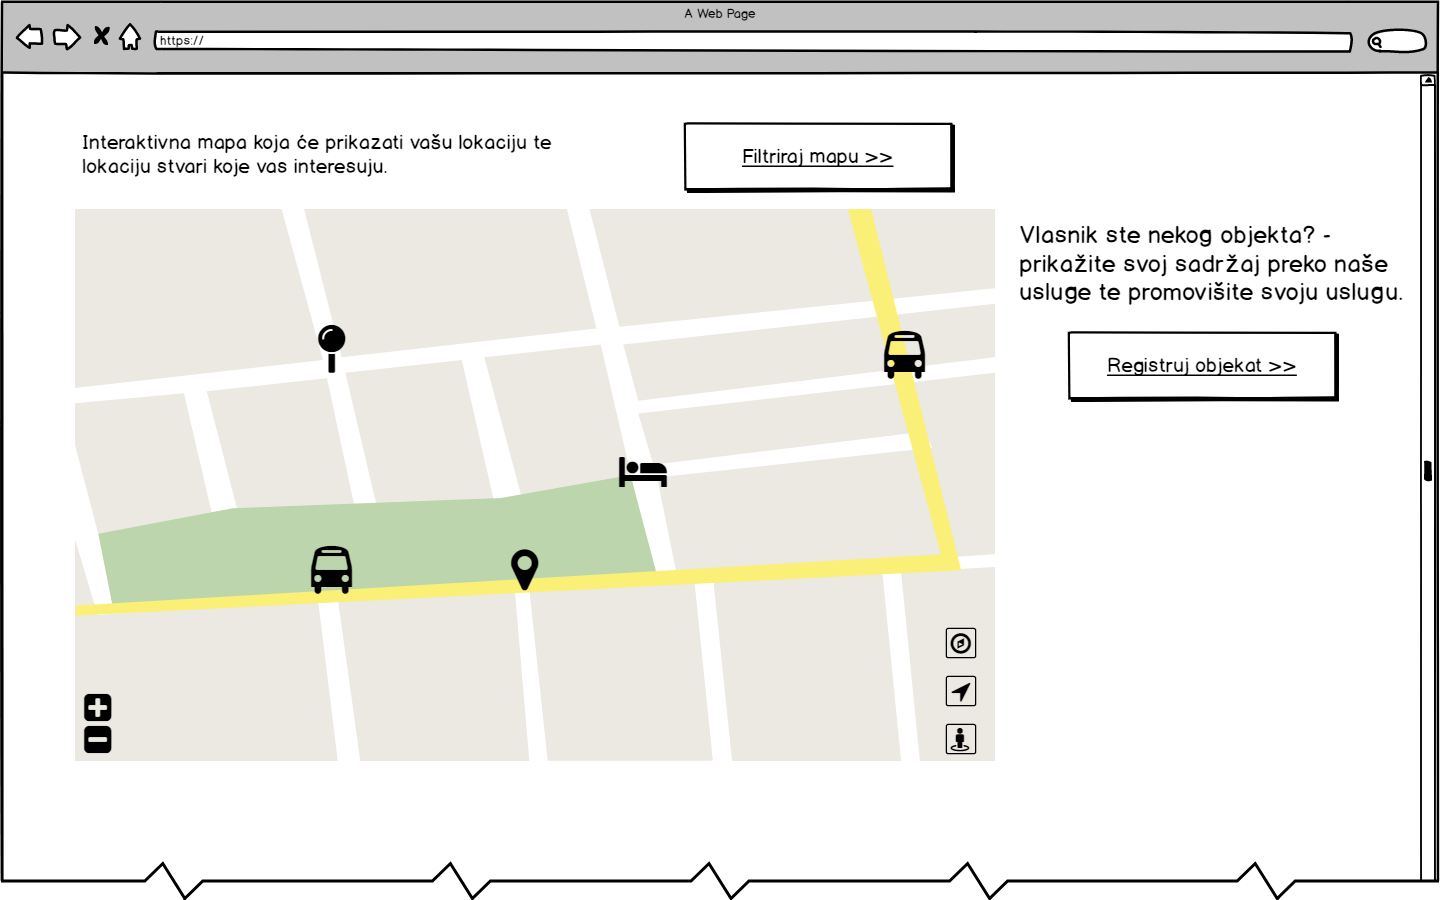 A Web Page
https://
Interaktivna mapa koja će prikazati vašu lokaciju te
lokaciju stvari koje vas interesuju.
Filtriraj mapu >>
Vlasnik ste nekog objekta? -
prikažite svoj sadržaj preko naše
usluge te promovišite svoju uslugu.
Registruj objekat >>